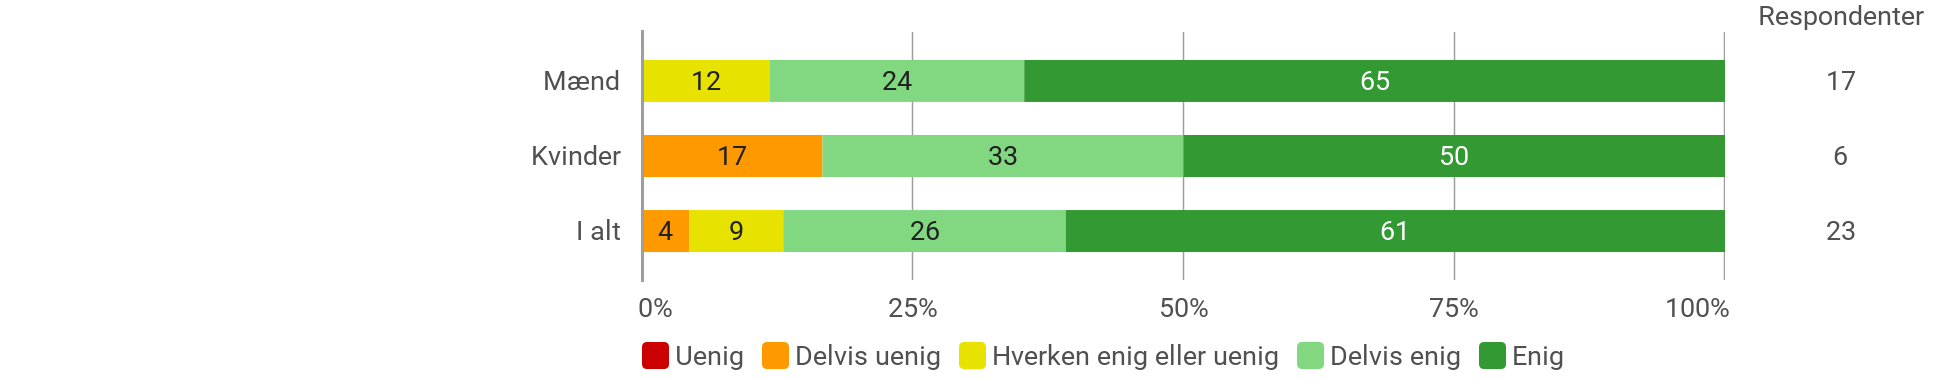 Respondenter
Mænd 12 24 65 17
Kvinder 17 33 50 6
I alt 4 9 26 61 23
0% 25% 50% 75% 100%
Uenig Delvis uenig Hverken enig eller uenig Delvis enig Enig